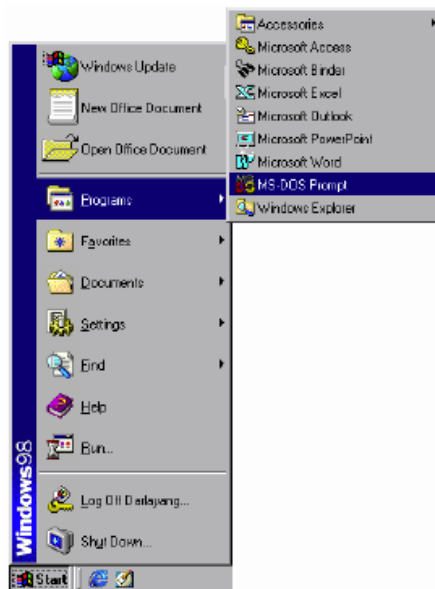 Windows Update
New Office Document
Open Office Document
Programs
Favorites
Documents
Settings
Find
Help
Run...
Log Off Darlayang...
Shut Down...
Windows98
Start
Accessories
Microsoft Access
Microsoft Binder
Microsoft Excel
Microsoft Outlook
Microsoft PowerPoint
Microsoft Word
MS-DOS Prompt
Windows Explorer